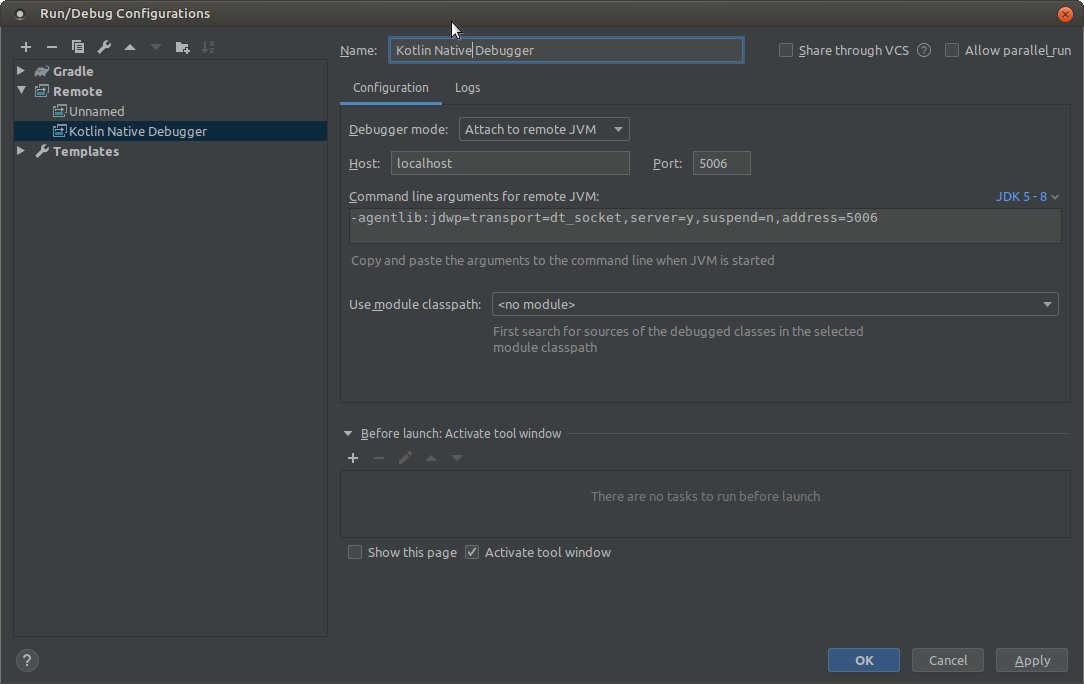 Run/Debug Configurations
Name: Kotlin Native Debugger
Share through VCS ?
Allow parallel run
Gradle
Remote
Unnamed
Kotlin Native Debugger
Templates
Configuration Logs
Debugger mode: Attach to remote JVM
Host: localhost Port: 5006
Command line arguments for remote JVM: JDK 5 - 8
-agentlib:jdwp=transport=dt_socket,server=y,suspend=n,address=5006
Copy and paste the arguments to the command line when JVM is started
Use module classpath: <no module>
First search for sources of the debugged classes in the selected
module classpath
Before launch: Activate tool window
There are no tasks to run before launch
Show this page Activate tool window
? OK Cancel Apply